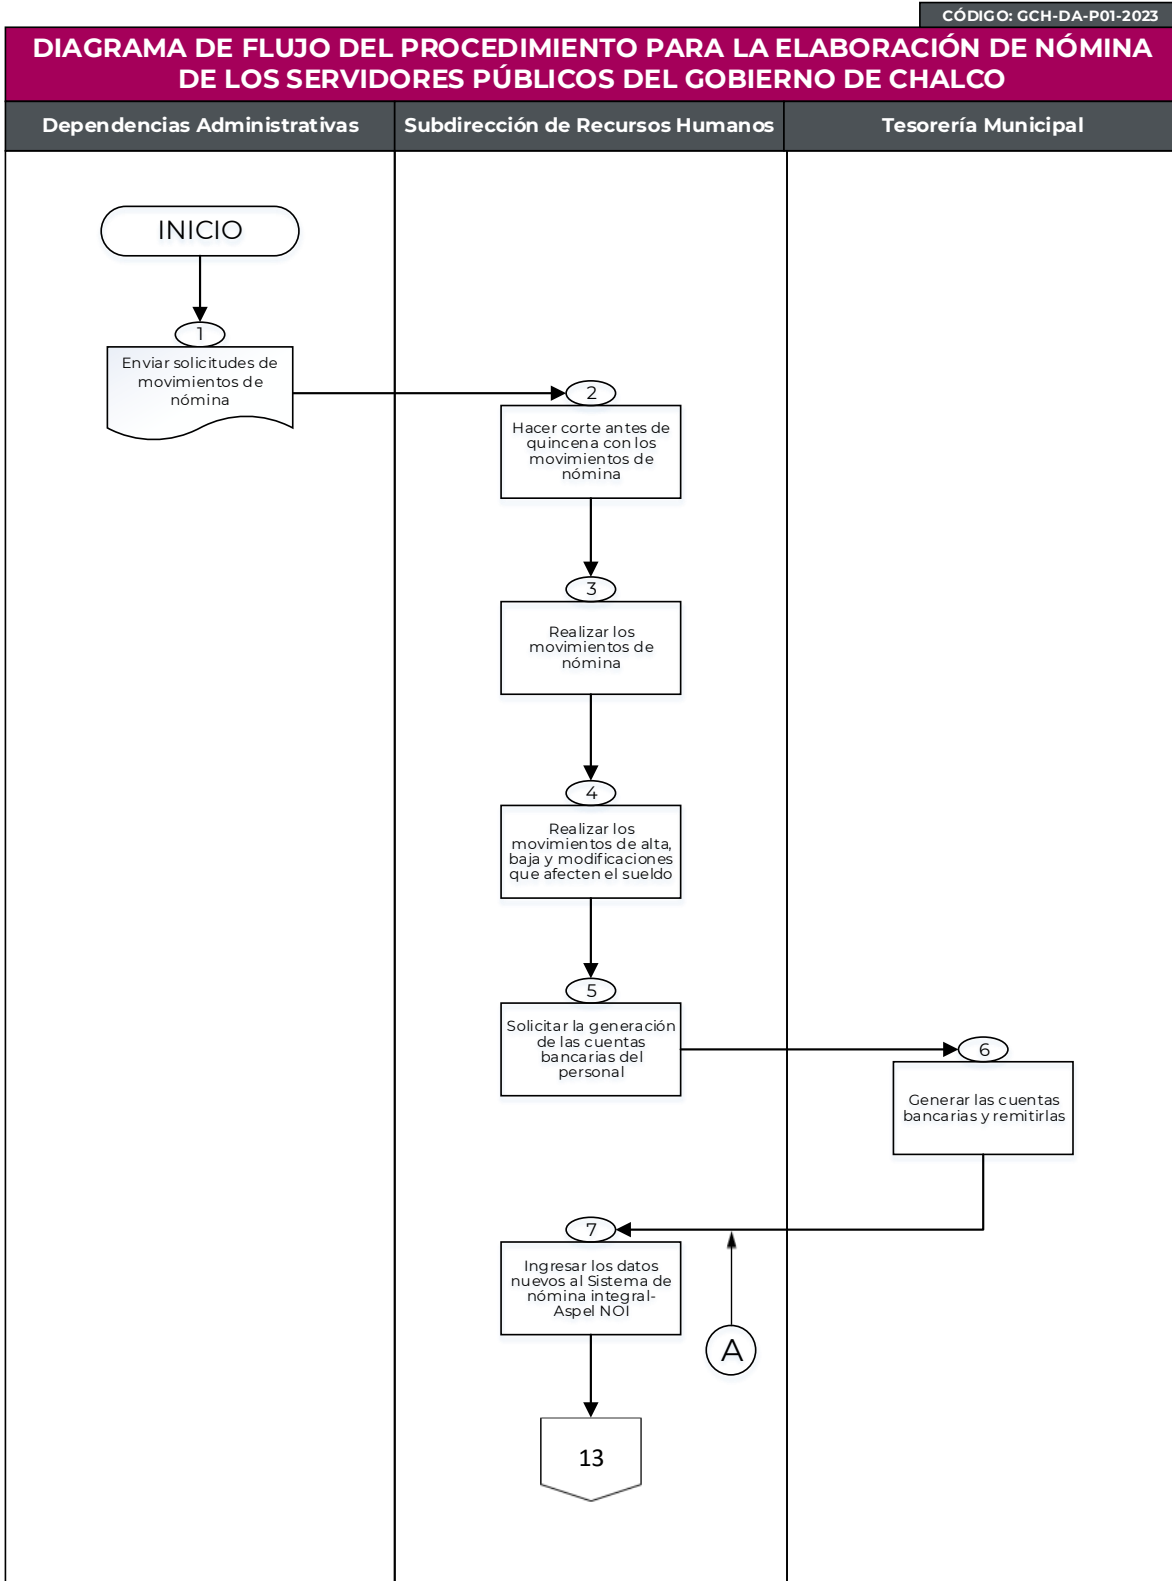 CÓDIGO: GCH-DA-P01-2023
DIAGRAMA DE FLUJO DEL PROCEDIMIENTO PARA LA ELABORACIÓN DE NÓMINA
DE LOS SERVIDORES PÚBLICOS DEL GOBIERNO DE CHALCO
Dependencias Administrativas
Subdirección de Recursos Humanos
Tesorería Municipal
INICIO
1
Enviar solicitudes de
movimientos de
nómina
2
Hacer corte antes de
quincena con los
movimientos de
nómina
3
Realizar los
movimientos de
nómina
4
Realizar los
movimientos de alta,
baja y modificaciones
que afecten el sueldo
5
Solicitar la generación
de las cuentas
bancarias del
personal
6
Generar las cuentas
bancarias y remitirlas
7
Ingresar los datos
nuevos al Sistema de
nómina integral-
Aspel NOI
A
13